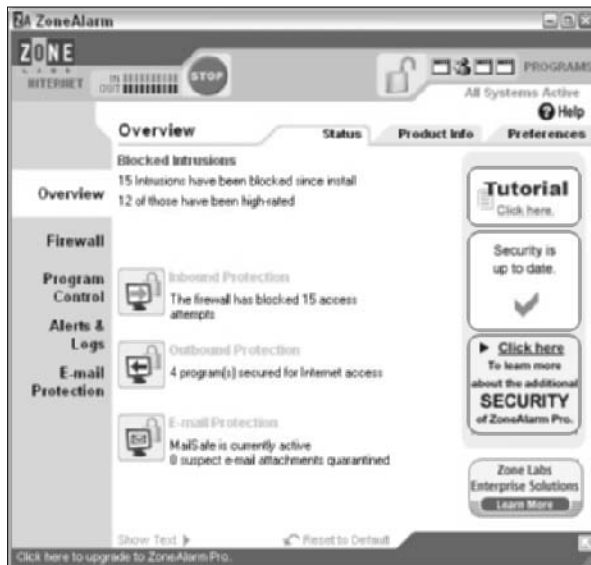 ZA ZoneAlarm
ZONE
LABS
INTERNET
IN
OUT
STOP
PROGRAMS
All Systems Active
? Help
Overview
Status
Product Info
Preferences
Blocked Intrusions
15 Intrusions have been blocked since install
12 of those have been high-rated
Overview
Firewall
Program
Control
Alerts &
Logs
E-mail
Protection
Inbound Protection
The firewall has blocked 15 access
attempts
Outbound Protection
4 program(s) secured for Internet access
E-mail Protection
MailSafe is currently active
0 suspect e-mail attachments quarantined
Tutorial
Click here.
Security is
up to date.
Click here
To learn more
about the additional
SECURITY
of ZoneAlarm Pro.
Zone Labs
Enterprise Solutions
Learn More
Show Text
Reset to Default
Click here to upgrade to ZoneAlarm Pro.